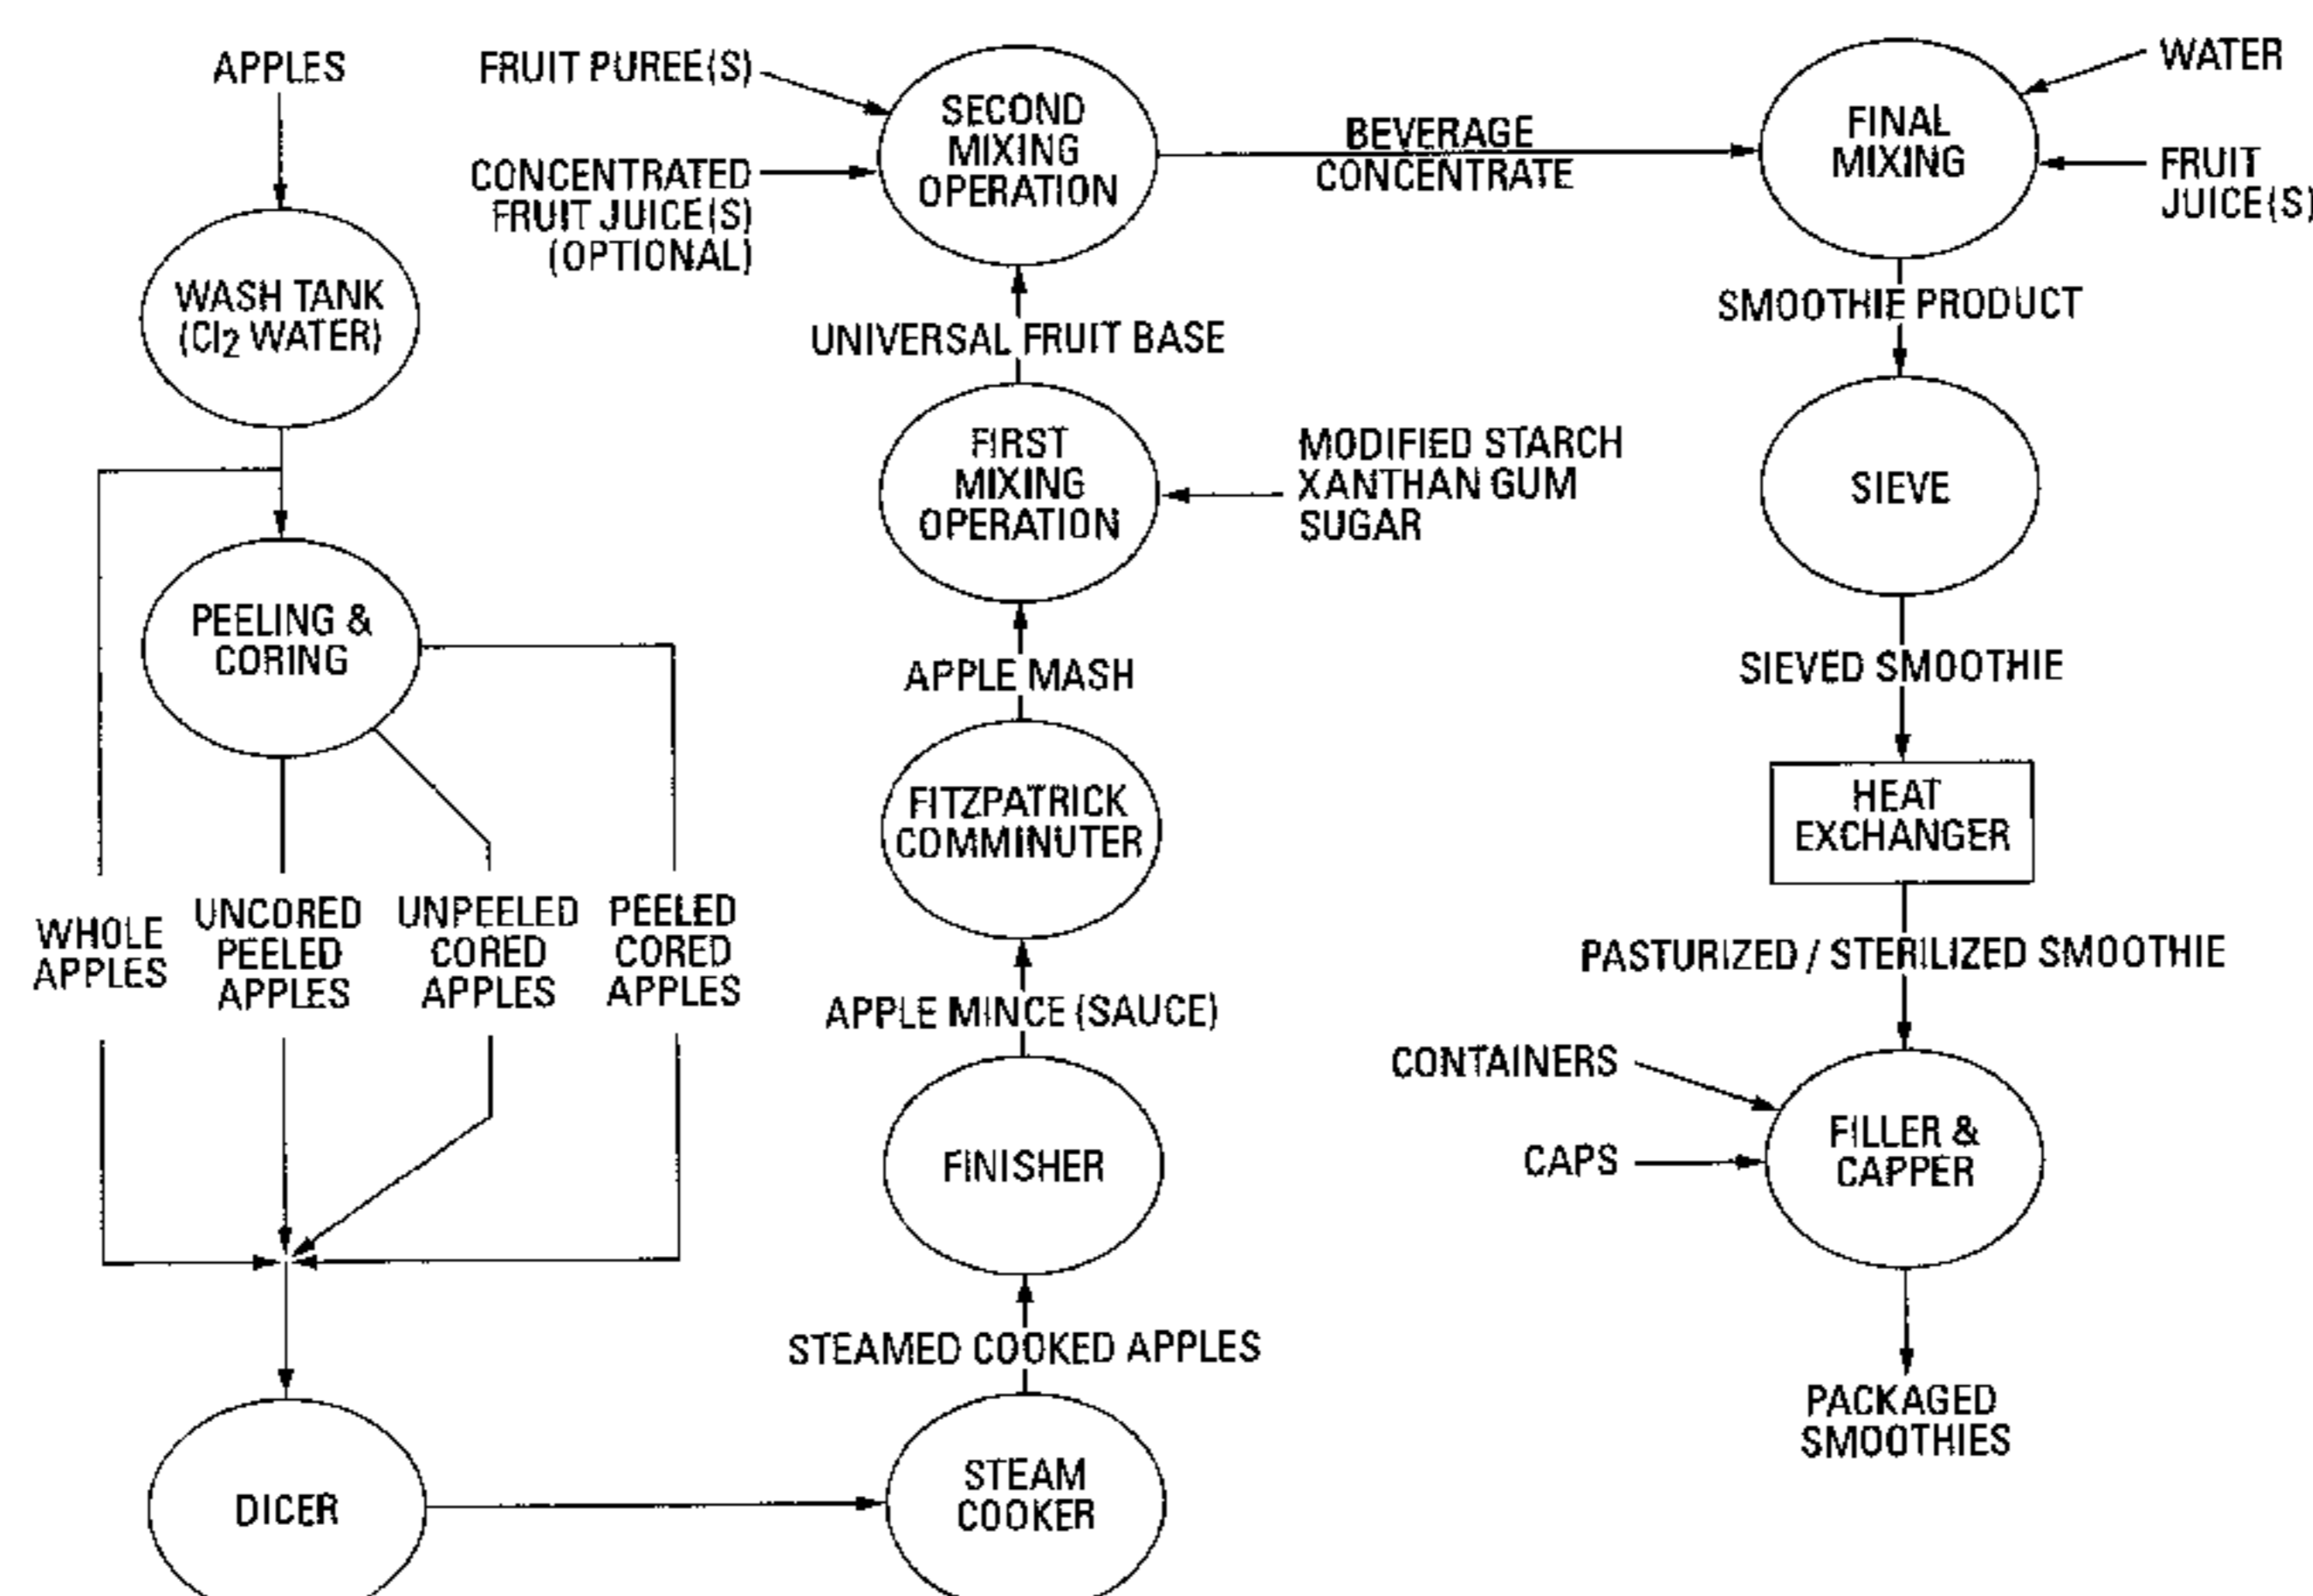 APPLES
WASH TANK
(Cl2 WATER)
PEELING &
CORING
WHOLE
APPLES
UNCORED
PEELED
APPLES
UNPEELED
CORED
APPLES
PEELED
CORED
APPLES
DICER
STEAM
COOKER
STEAMED COOKED APPLES
FINISHER
APPLE MINCE (SAUCE)
FITZPATRICK
COMMINUTER
APPLE MASH
FIRST
MIXING
OPERATION
MODIFIED STARCH
XANTHAN GUM
SUGAR
UNIVERSAL FRUIT BASE
FRUIT PUREE(S)
CONCENTRATED
FRUIT JUICE(S)
(OPTIONAL)
SECOND
MIXING
OPERATION
BEVERAGE
CONCENTRATE
FINAL
MIXING
WATER
FRUIT
JUICE(S)
SMOOTHIE PRODUCT
SIEVE
SIEVED SMOOTHIE
HEAT
EXCHANGER
PASTURIZED / STERILIZED SMOOTHIE
CONTAINERS
CAPS
FILLER &
CAPPER
PACKAGED
SMOOTHIES